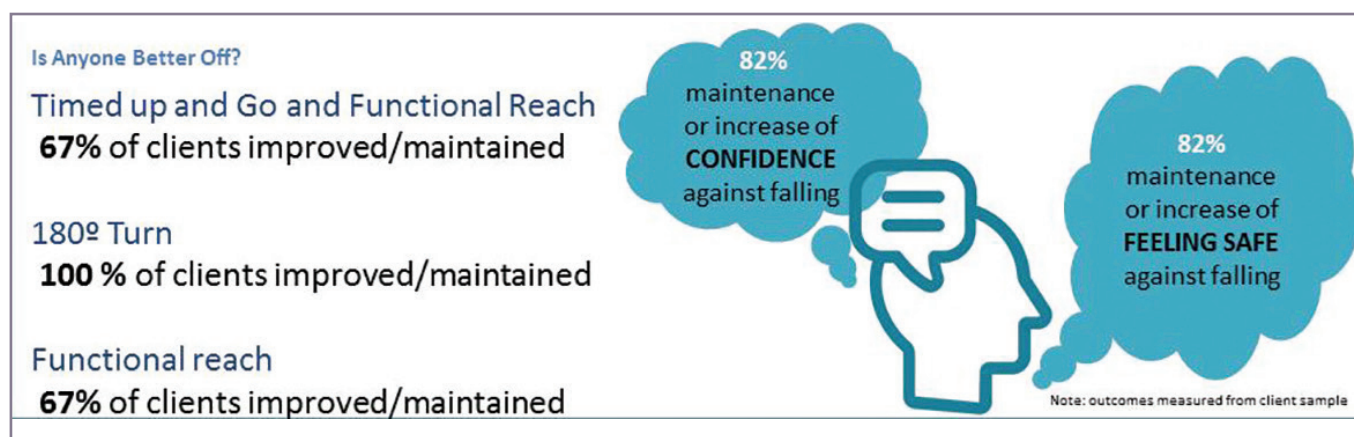 Is Anyone Better Off?
Timed up and Go and Functional Reach
67% of clients improved/maintained
180º Turn
100 % of clients improved/maintained
Functional reach
67% of clients improved/maintained
82%
maintenance
or increase of
CONFIDENCE
against falling
82%
maintenance
or increase of
FEELING SAFE
against falling
Note: outcomes measured from client sample